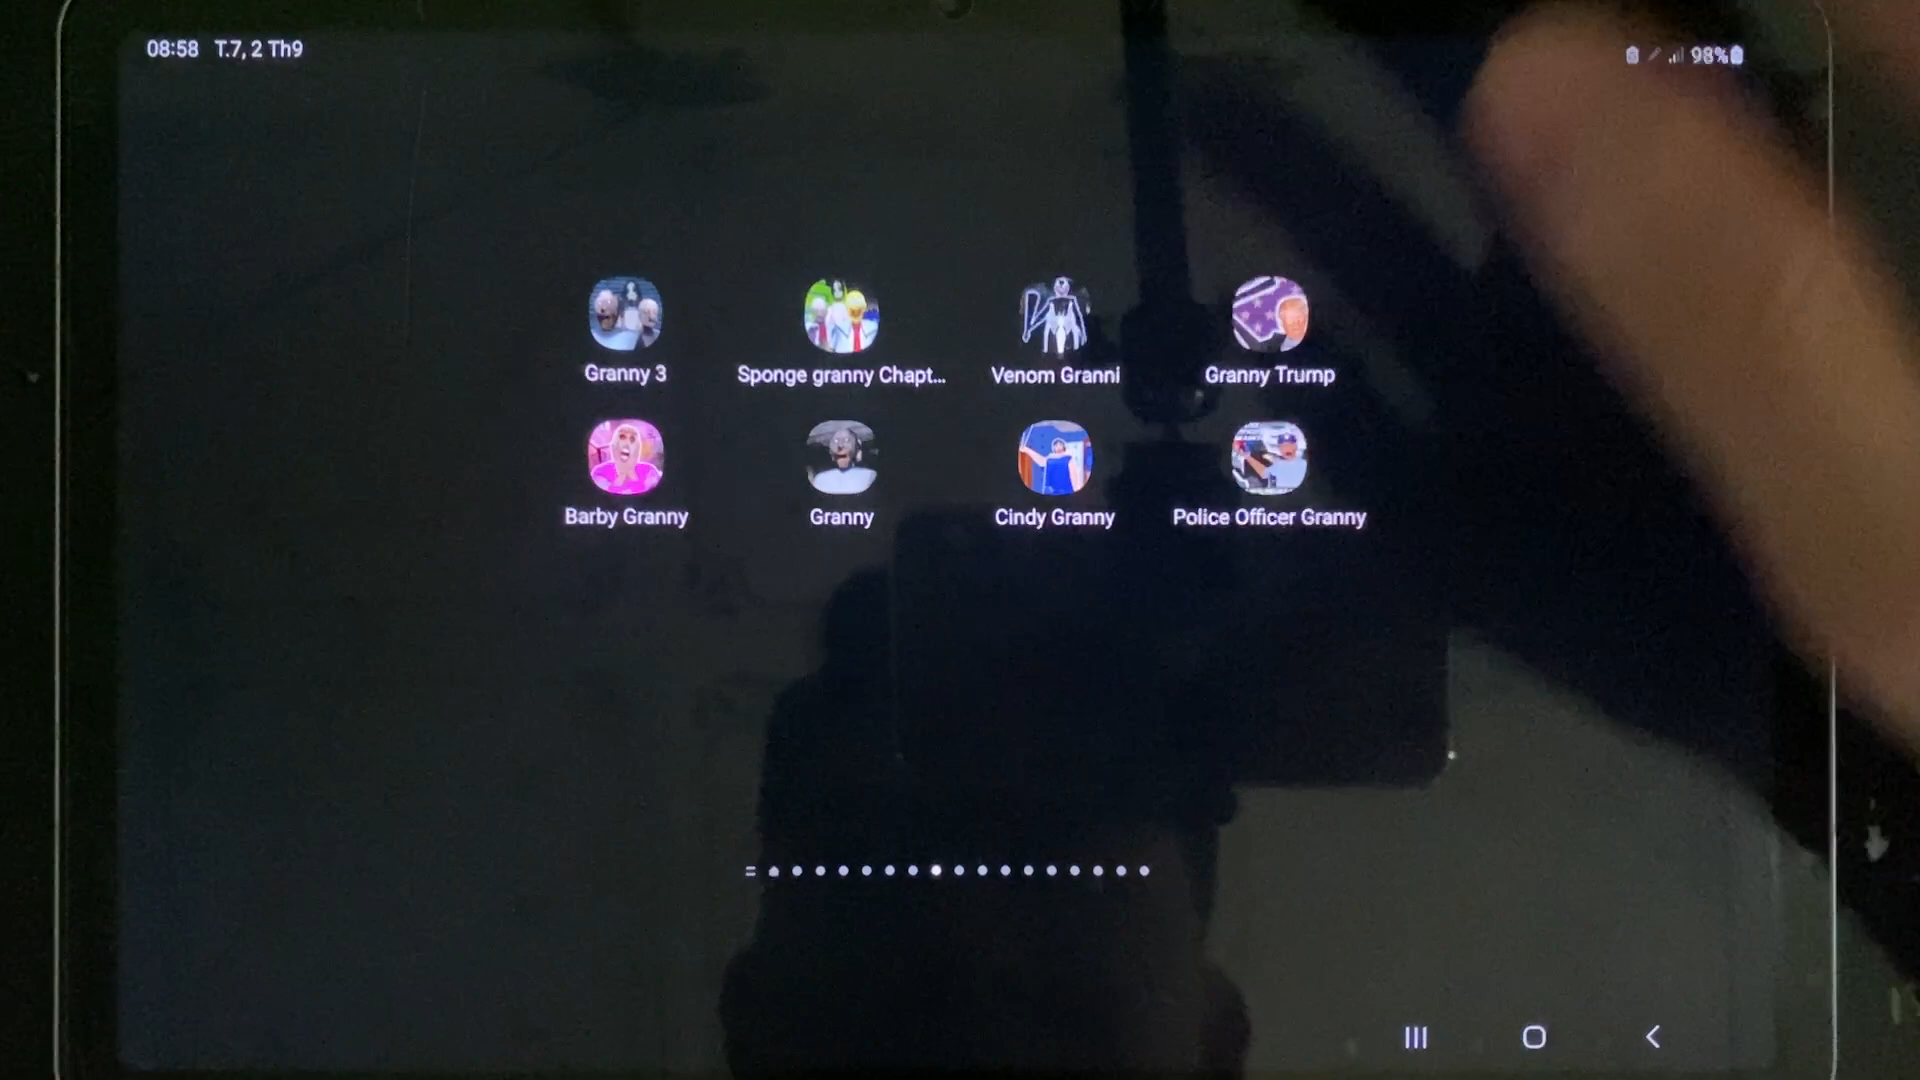 08:58 T.7, 2 Th9
98%
Granny 3
Sponge granny Chapt...
Venom Granni
Granny Trump
Barby Granny
Granny
Cindy Granny
Police Officer Granny